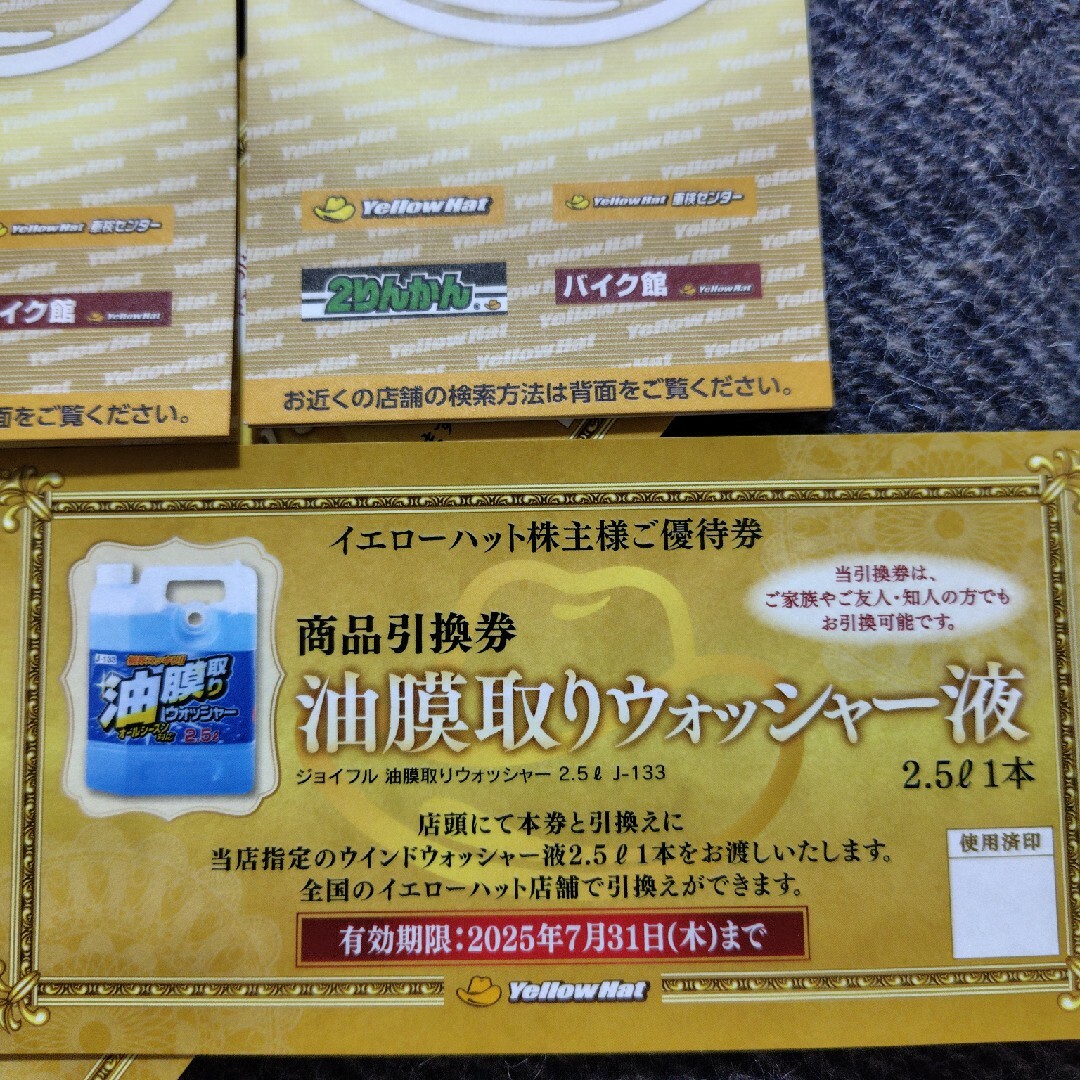 YellowHat 車検センター
イク館 YellowHat
面をご覧ください。
YellowHat
YellowHat 車検センター
2りんかん
バイク館 YellowHat
お近くの店舗の検索方法は背面をご覧ください。
イエローハット株主様ご優待券
当引換券は、
ご家族やご友人・知人の方でも
お引換可能です。
商品引換券
油膜取りウォッシャー液
J-133
油膜取り
ウォッシャー
オールシーズン
2.5ℓ
ジョイフル 油膜取りウォッシャー 2.5ℓ J-133
2.5ℓ 1本
店頭にて本券と引換えに
当店指定のウインドウォッシャー液2.5ℓ1本をお渡しいたします。
全国のイエローハット店舗で引換えができます。
使用済印
有効期限：2025年7月31日(木)まで
YellowHat